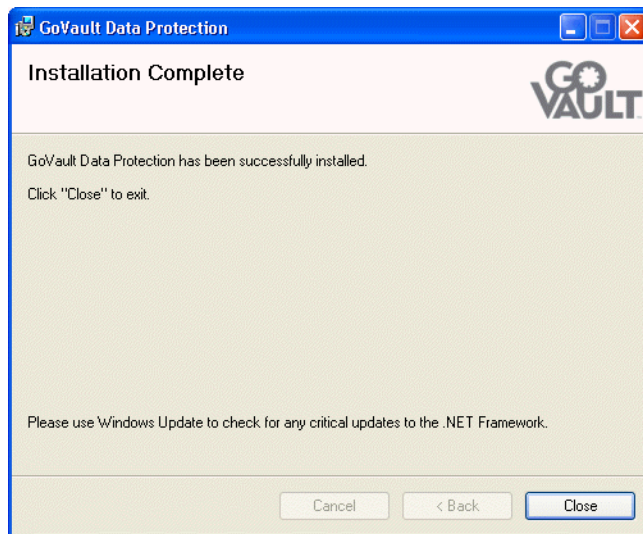 GoVault Data Protection
Installation Complete
GO
VAULT
GoVault Data Protection has been successfully installed.
Click "Close" to exit.
Please use Windows Update to check for any critical updates to the .NET Framework.
Cancel
< Back
Close